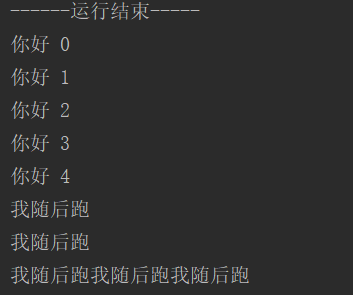 ------运行结束-----
你好 0
你好 1
你好 2
你好 3
你好 4
我随后跑
我随后跑
我随后跑我随后跑我随后跑